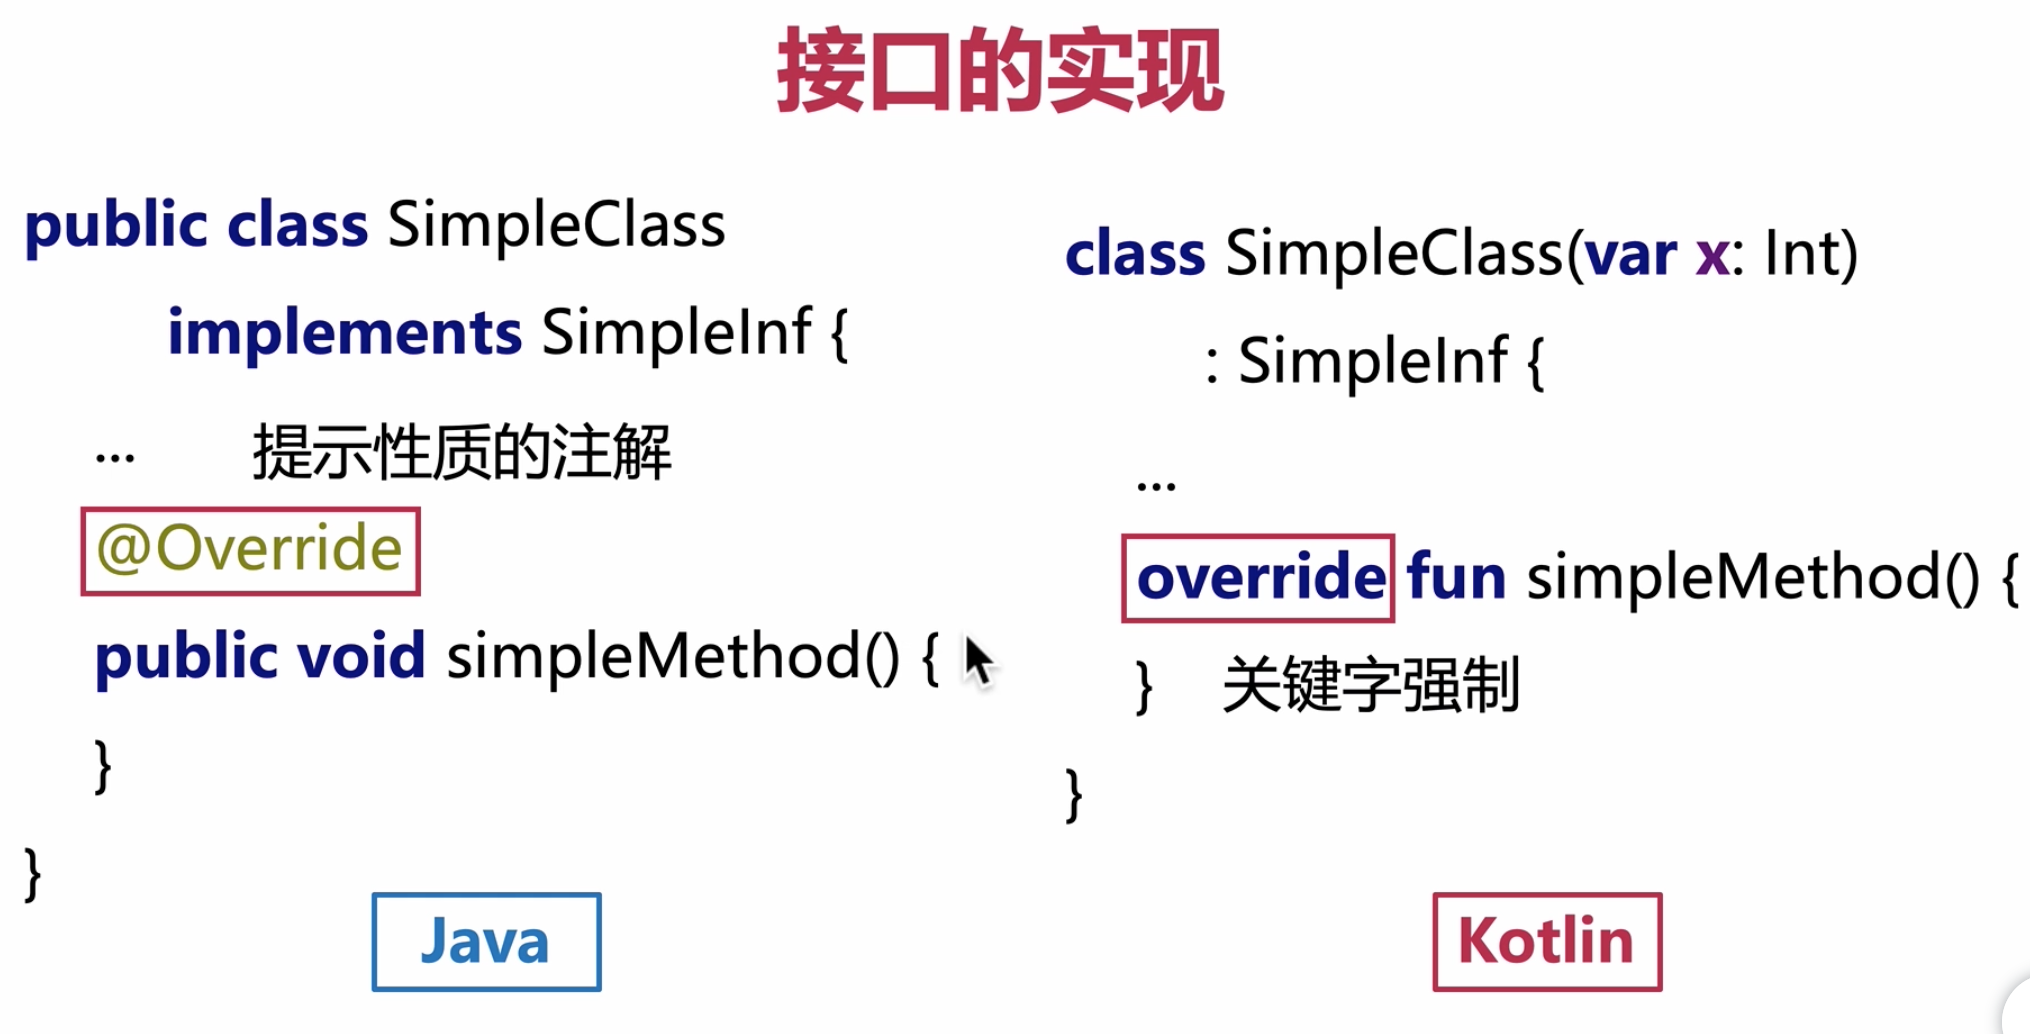 接口的实现
public class SimpleClass
implements SimpleInf {
... 提示性质的注解
@Override
public void simpleMethod() {
}
}
Java
class SimpleClass(var x: Int)
: SimpleInf {
...
override fun simpleMethod() {
} 关键字强制
}
Kotlin